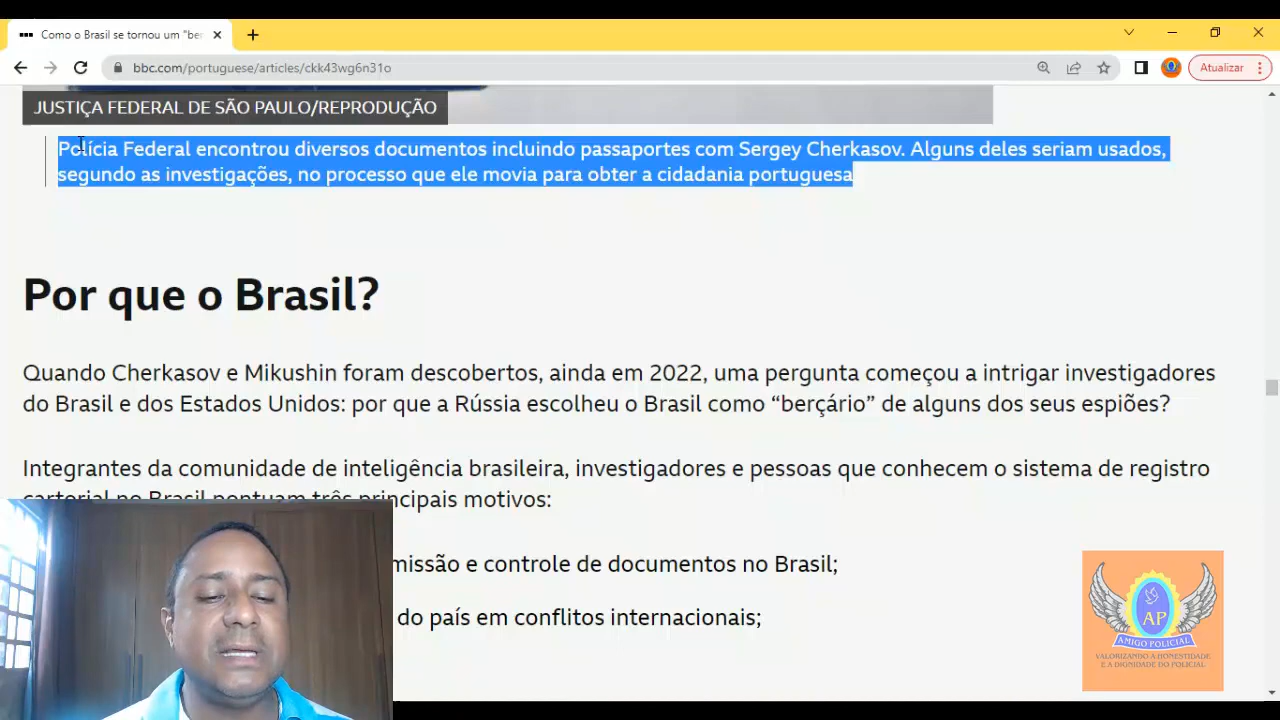 Como o Brasil se tornou um "ber
bbc.com/portuguese/articles/ckk43wg6n31o
Atualizar
JUSTIÇA FEDERAL DE SÃO PAULO/REPRODUÇÃO
Polícia Federal encontrou diversos documentos incluindo passaportes com Sergey Cherkasov. Alguns deles seriam usados,
segundo as investigações, no processo que ele movia para obter a cidadania portuguesa
Por que o Brasil?
Quando Cherkasov e Mikushin foram descobertos, ainda em 2022, uma pergunta começou a intrigar investigadores
do Brasil e dos Estados Unidos: por que a Rússia escolheu o Brasil como “berçário” de alguns dos seus espiões?
Integrantes da comunidade de inteligência brasileira, investigadores e pessoas que conhecem o sistema de registro
cartorial no Brasil pontuam três principais motivos:
missão e controle de documentos no Brasil;
do país em conflitos internacionais;
AP
AMIGO POLICIAL
VALORIZANDO A HONESTIDADE
E A DIGNIDADE DO POLICIAL